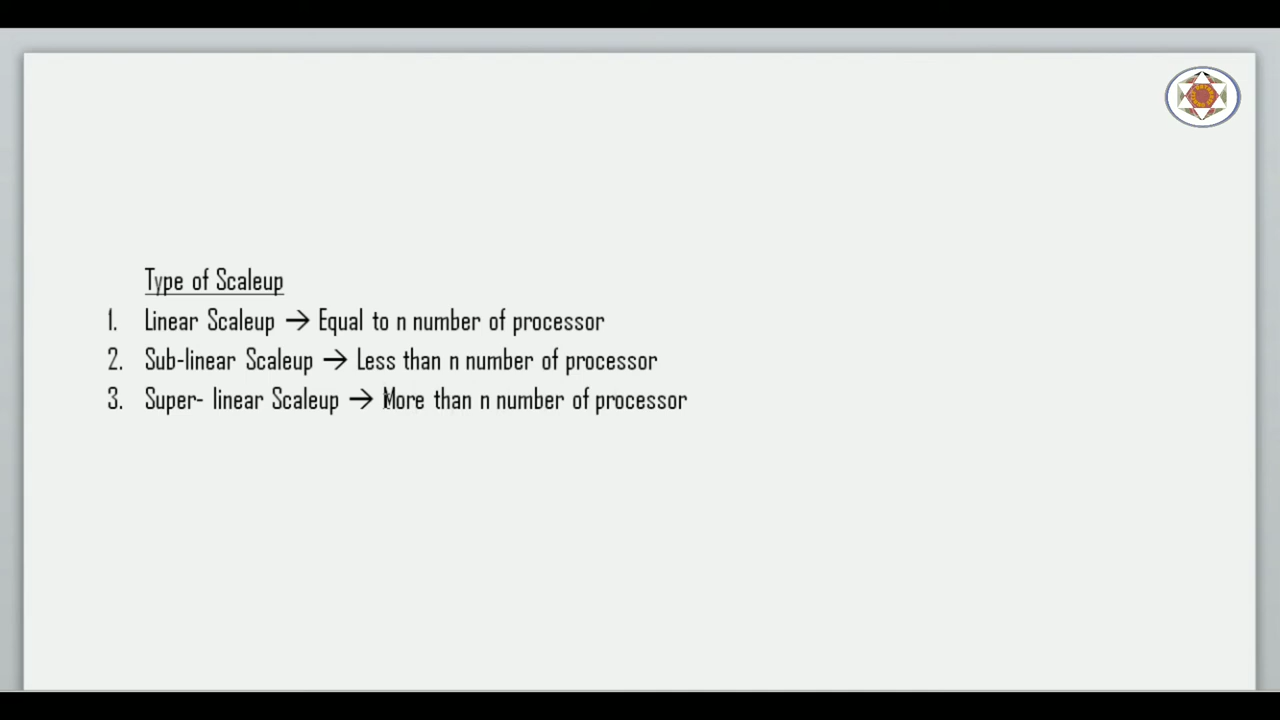 Type of Scaleup
1. Linear Scaleup → Equal to n number of processor
2. Sub-linear Scaleup → Less than n number of processor
3. Super- linear Scaleup → More than n number of processor